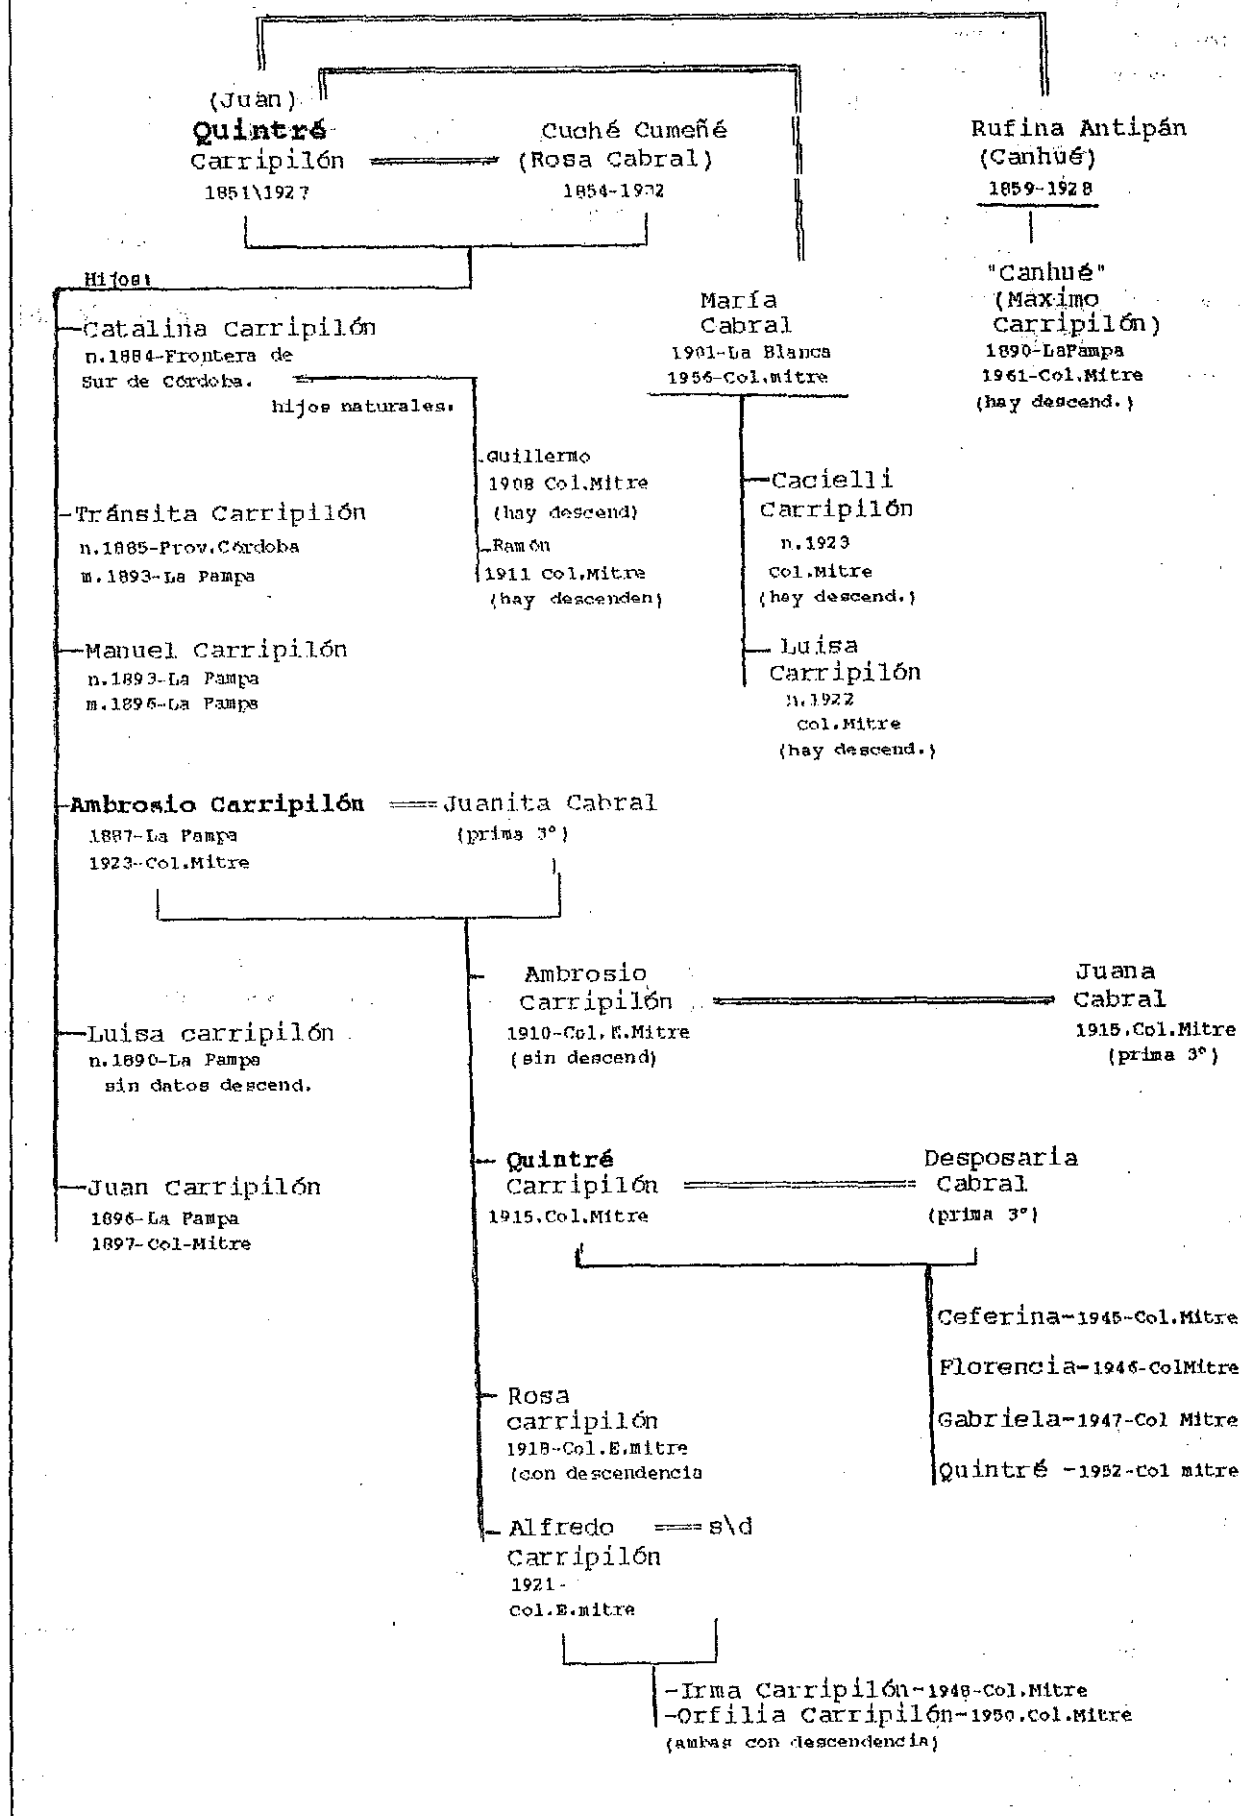 (Juan)
Quintré
Carripilón
1851\1927
Cuché Cumeñé
(Rosa Cabral)
1854-19
Rufina Antipán
(Canhué)
1859-1928
"Canhué"
(Maximo
Carripilón)
1890-LaPampa
1961-Col.Mitre
(hay descend.)
María
Cabral
1901-La Blanca
1956-Col.mitre
Hijos:
Catalina Carripilón
n.1884-Frontera de
Sur de Córdoba.
hijos naturales.
Guillermo
1908 Col.Mitre
(hay descend)
Ramón
1911 Col.Mitre
(hay descenden)
-Cacielli
Carripilón
n.1923
Col.Mitre
(hay descend.)
Luisa
Carripilón
n.1922
Col.Mitre
(hay descend.)
-Tránsita Carripilón
n.1885-Prov.Córdoba
m.1893-La Pampa
-Manuel Carripilón
n.1893-La Pampa
m.1896-La Pampa
-Ambrosio Carripilón
1887-La Pampa
1923-Col.Mitre
Juanita Cabral
(prima 3°)
Ambrosio
Carripilón
1910-Col.E.Mitre
(sin descend)
Juana
Cabral
1915.Col.Mitre
(prima 3°)
-Luisa carripilón
n.1890-La Pampa
sin datos descend.
-Juan Carripilón
1896-La Pampa
1897-Col-Mitre
- Quintré
Carripilón
1915.Col.Mitre
Desposaria
Cabral
(prima 3°)
Ceferina-1945-Col.Mitre
Florencia-1946-ColMitre
Gabriela-1947-Col Mitre
Quintré -1952-Col mitre
- Rosa
carripilón
1918-Col.E.mitre
(con descendencia
- Alfredo === s\d
Carripilón
1921-
Col.E.mitre
-Irma Carripilón-1948-Col.Mitre
-Orfilia Carripilón-1950.Col.Mitre
(ambas con descendencia)